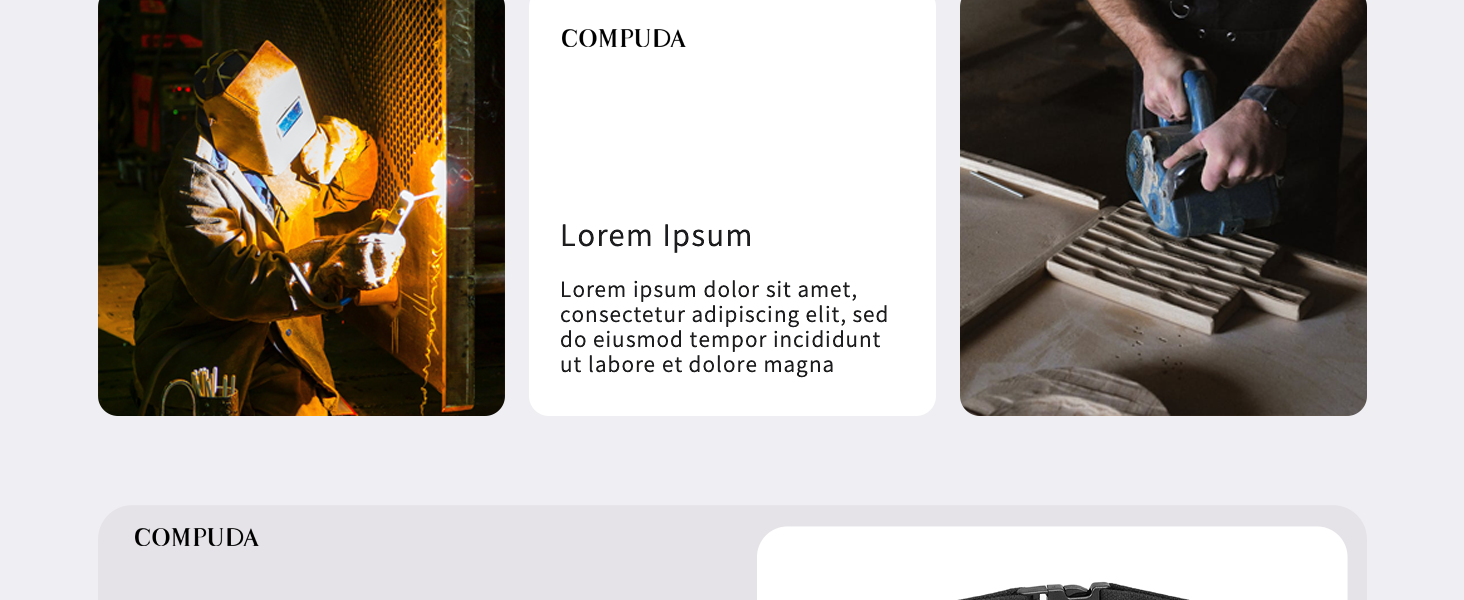 COMPUDA
Lorem Ipsum
Lorem ipsum dolor sit amet,
consectetur adipiscing elit, sed
do eiusmod tempor incididunt
ut labore et dolore magna
COMPUDA